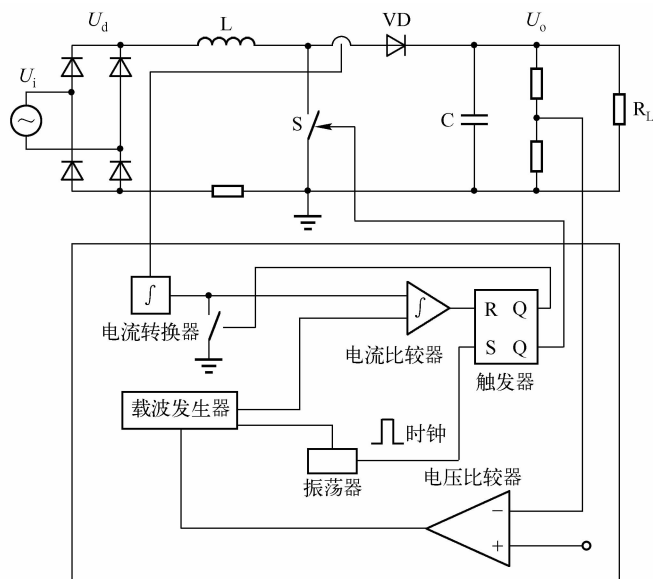 U_d
L
VD
U_o
U_i
S
C
R_L
∫
电流转换器
∫
电流比较器
R Q
S Q
触发器
载波发生器
时钟
振荡器
电压比较器
−
+